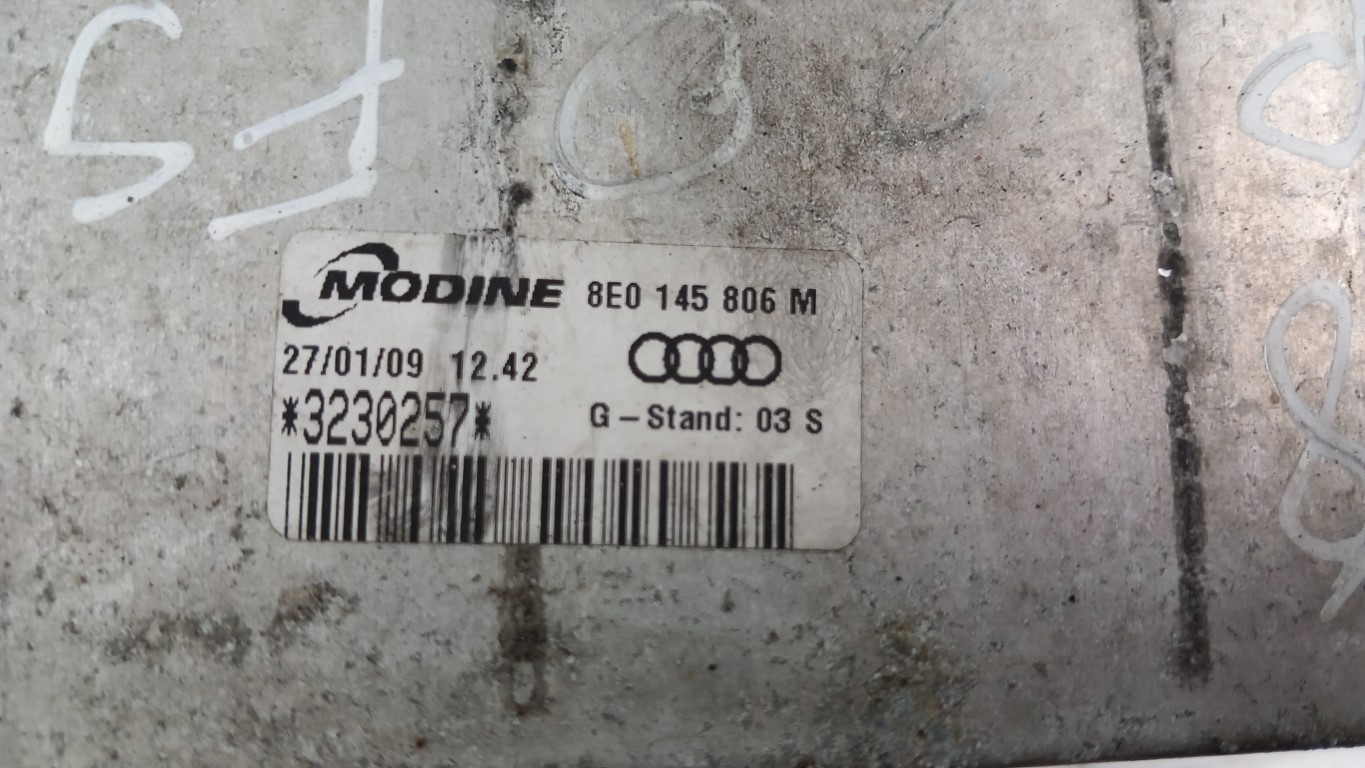 MODINE 8E0 145 806 M
27/01/09 12.42
*3230257* G-Stand: 03 S